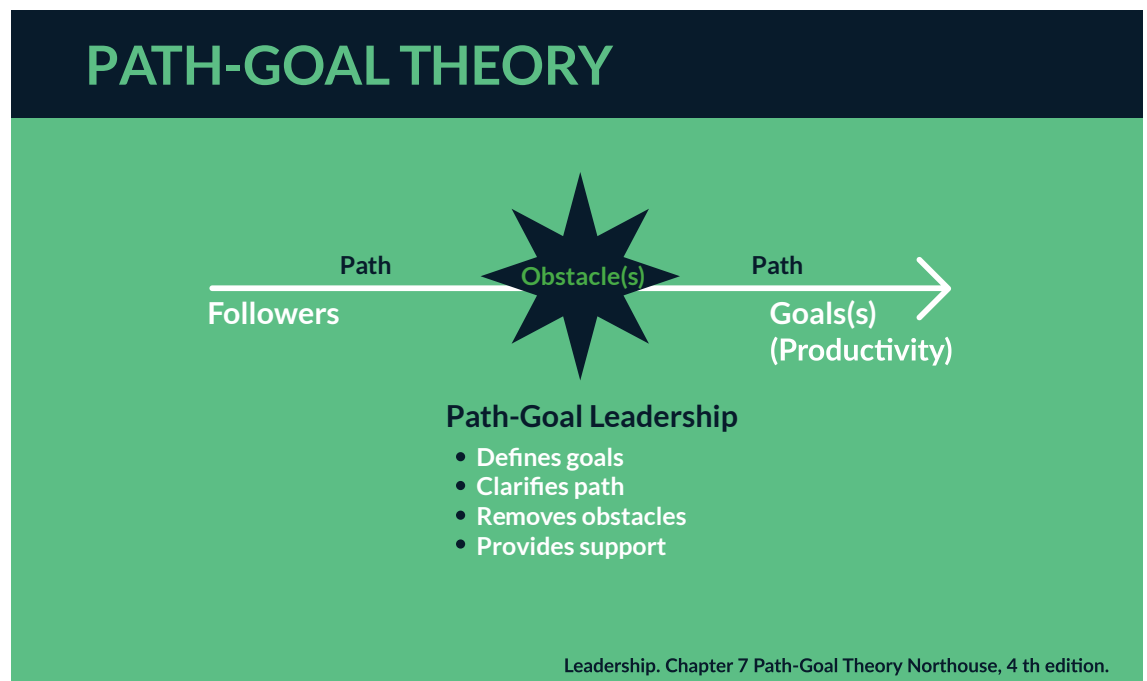 PATH-GOAL THEORY
Path
Obstacle(s)
Path
Followers
Goals(s)
(Productivity)
Path-Goal Leadership
• Defines goals
• Clarifies path
• Removes obstacles
• Provides support
Leadership. Chapter 7 Path-Goal Theory Northouse, 4 th edition.